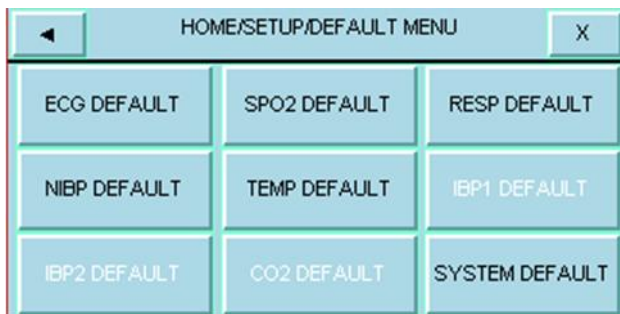 ◄ HOME/SETUP/DEFAULT MENU X
ECG DEFAULT SPO2 DEFAULT RESP DEFAULT
NIBP DEFAULT TEMP DEFAULT IBP1 DEFAULT
IBP2 DEFAULT CO2 DEFAULT SYSTEM DEFAULT